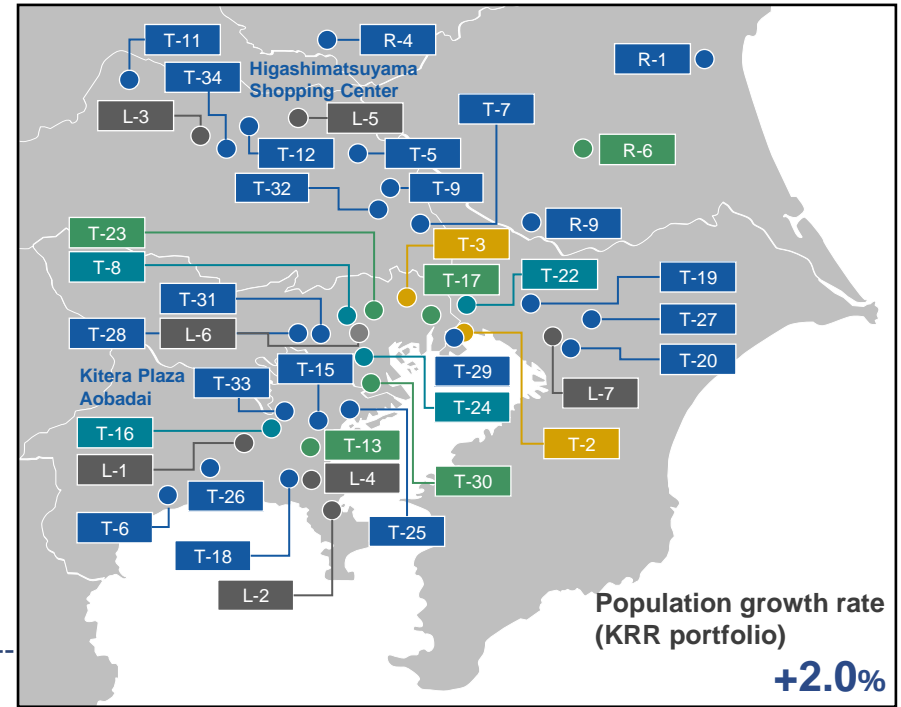 T-11
R-4
R-1
T-34
Higashimatsuyama
Shopping Center
T-7
L-3
L-5
R-6
T-12
T-5
T-32
T-9
R-9
T-23
T-3
T-8
T-17
T-22
T-19
T-31
T-28
L-6
T-27
T-15
T-20
Kitera Plaza
Aobadai
T-33
T-29
L-7
T-24
T-16
T-13
T-2
L-1
L-4
T-30
T-26
T-6
T-25
T-18
L-2
Population growth rate
(KRR portfolio)
+2.0%